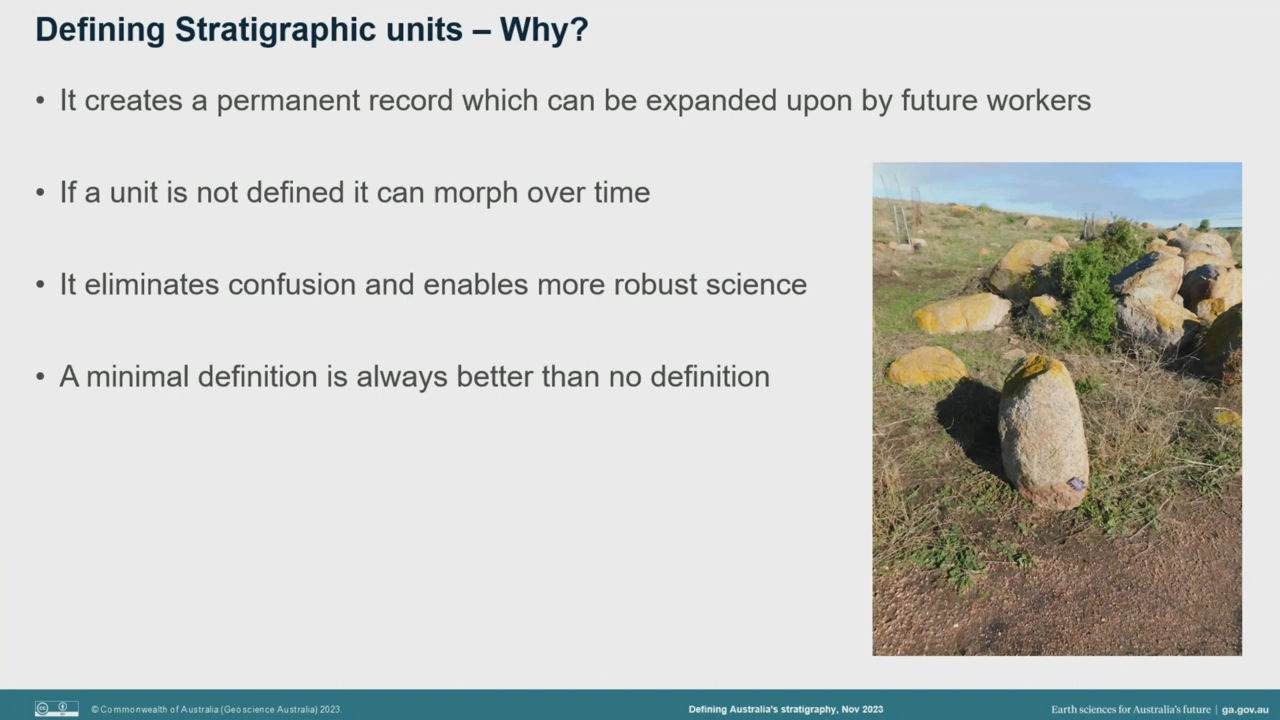 Defining Stratigraphic units – Why?
• It creates a permanent record which can be expanded upon by future workers
• If a unit is not defined it can morph over time
• It eliminates confusion and enables more robust science
• A minimal definition is always better than no definition
© Commonwealth of Australia (Geoscience Australia) 2023.
Defining Australia's stratigraphy, Nov 2023
Earth sciences for Australia's future | ga.gov.au